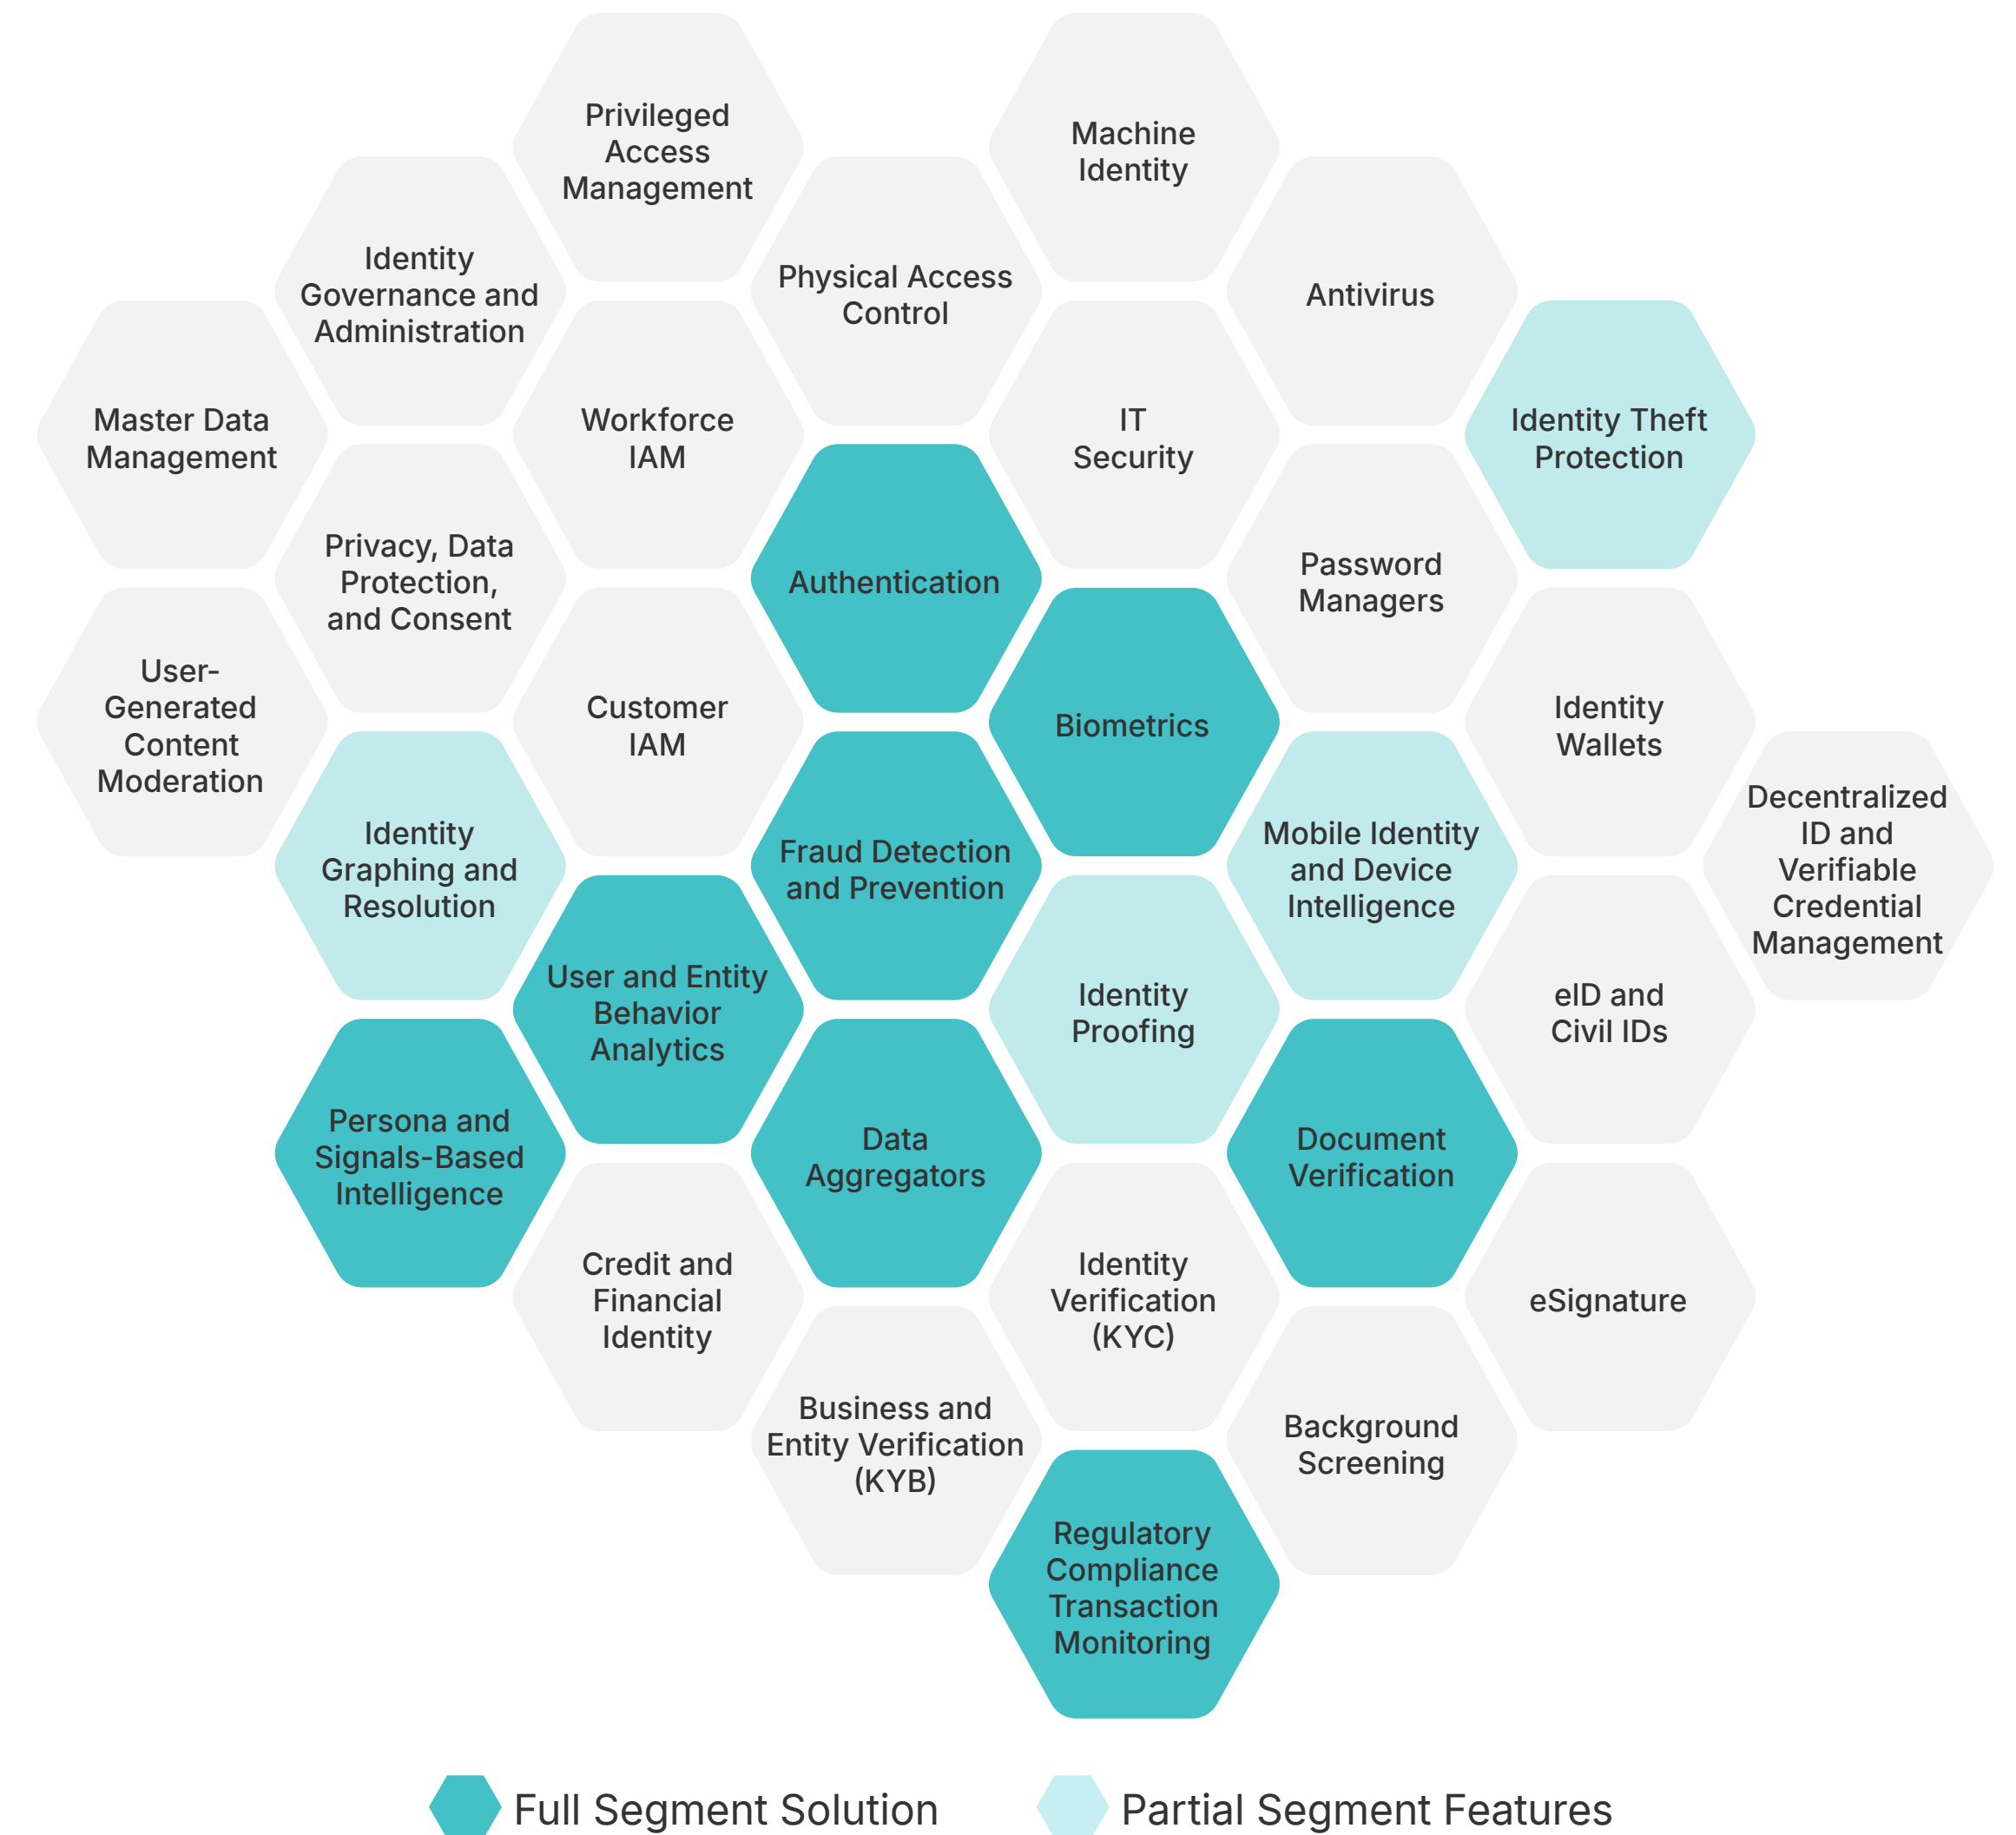 Privileged
Access
Management
Machine
Identity
Identity
Governance and
Administration
Physical Access
Control
Antivirus
Master Data
Management
Workforce
IAM
IT
Security
Identity Theft
Protection
Privacy, Data
Protection,
and Consent
Authentication
Password
Managers
User-
Generated
Content
Moderation
Customer
IAM
Biometrics
Identity
Wallets
Identity
Graphing and
Resolution
Fraud Detection
and Prevention
Mobile Identity
and Device
Intelligence
Decentralized
ID and
Verifiable
Credential
Management
User and Entity
Behavior
Analytics
Identity
Proofing
eID and
Civil IDs
Persona and
Signals-Based
Intelligence
Data
Aggregators
Document
Verification
Credit and
Financial
Identity
Identity
Verification
(KYC)
eSignature
Business and
Entity Verification
(KYB)
Background
Screening
Regulatory
Compliance
Transaction
Monitoring
Full Segment Solution
Partial Segment Features